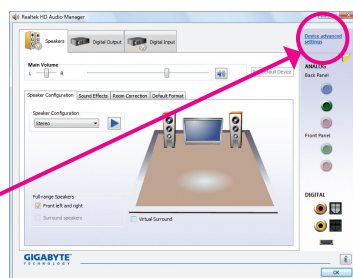 Realtek HD Audio Manager
Speakers
Digital Output
Digital Input
Device advanced
settings
Main Volume
L
R
Default Device
ANALOG
Back Panel
Speaker Configuration
Sound Effects
Room Correction
Default Format
Speaker Configuration
Stereo
Front Panel
Full-range Speakers
Front left and right
Surround speakers
Virtual Surround
DIGITAL
GIGABYTE
TECHNOLOGY
OK